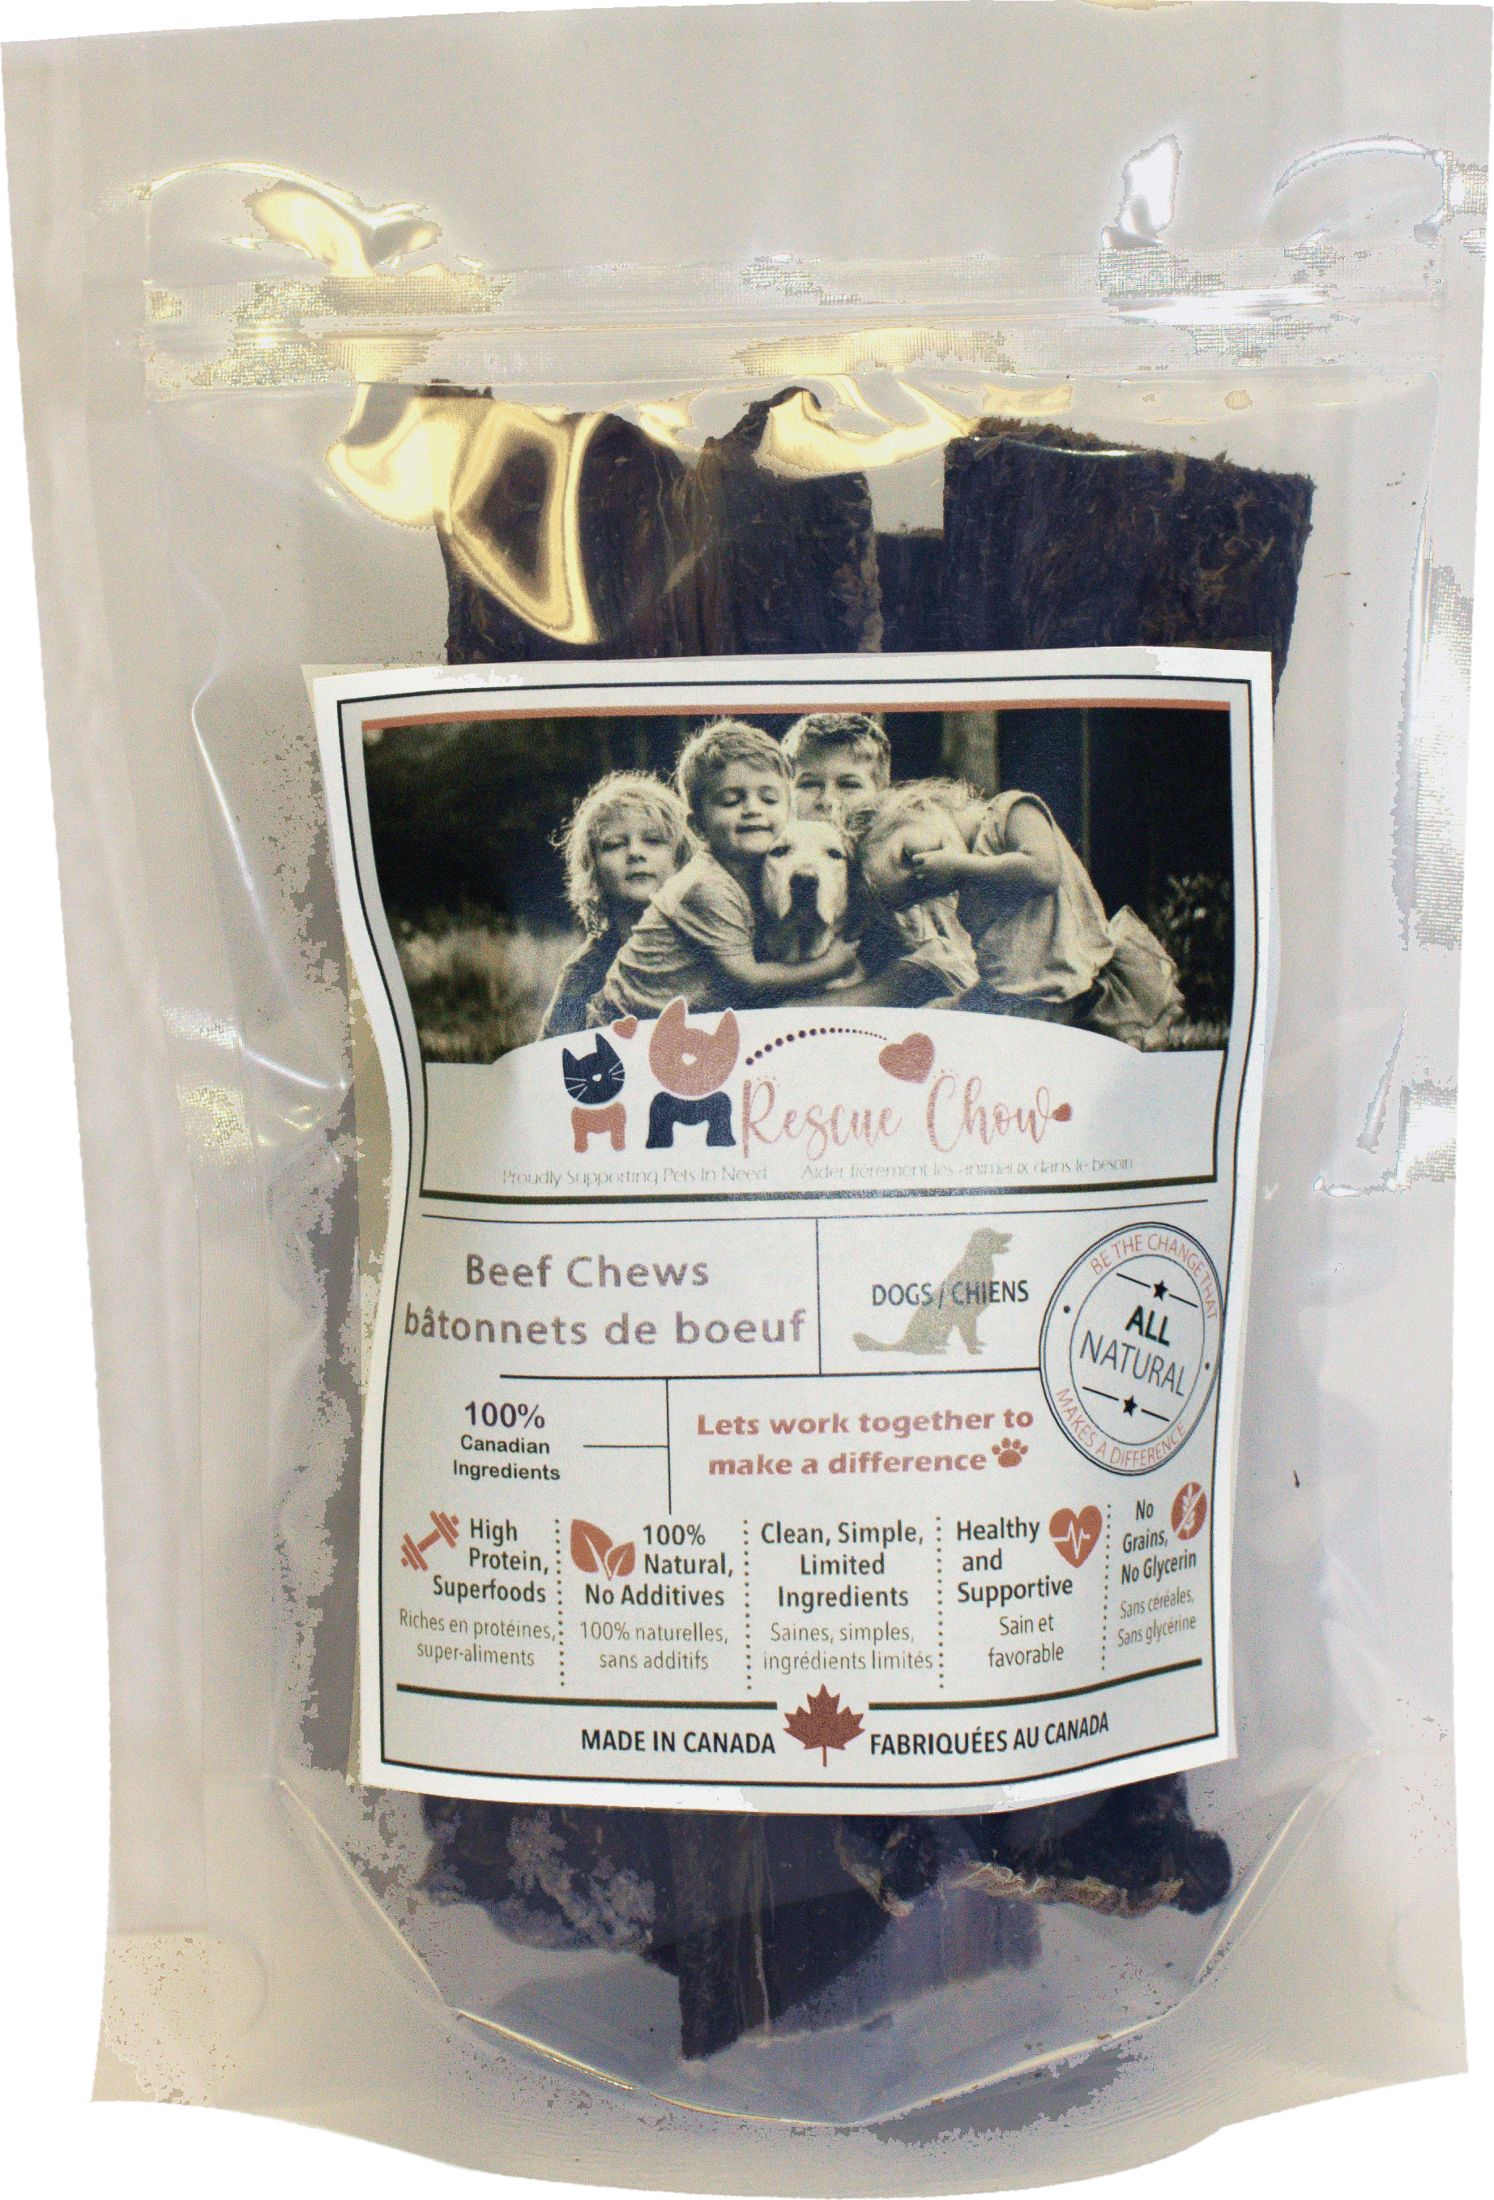 Rescue Chow
Proudly Supporting Pets In Need Aider fièrement les animaux dans le besoin
Beef Chews
bâtonnets de boeuf
DOGS / CHIENS
BE THE CHANGE THAT
ALL
NATURAL
MAKES A DIFFERENCE
100%
Canadian
Ingredients
Lets work together to
make a difference
High
Protein,
Superfoods
Riches en protéines,
super-aliments
100%
Natural,
No Additives
100% naturelles,
sans additifs
Clean, Simple,
Limited
Ingredients
Saines, simples,
ingrédients limités
Healthy
and
Supportive
Sain et
favorable
No
Grains,
No Glycerin
Sans céréales,
Sans glycérine
MADE IN CANADA FABRIQUÉES AU CANADA